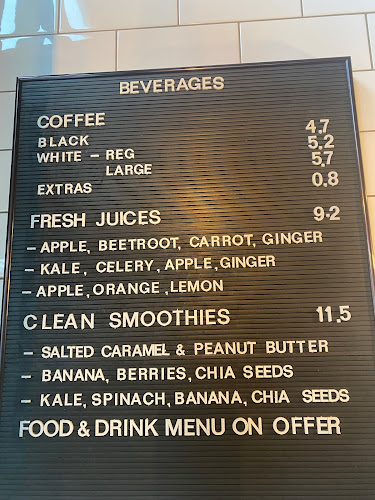 BEVERAGES
COFFEE
BLACK 4.7
WHITE - REG 5.2
LARGE 5.7
EXTRAS 0.8
FRESH JUICES 9.2
- APPLE, BEETROOT, CARROT, GINGER
- KALE, CELERY, APPLE, GINGER
- APPLE, ORANGE, LEMON
CLEAN SMOOTHIES 11.5
- SALTED CARAMEL & PEANUT BUTTER
- BANANA, BERRIES, CHIA SEEDS
- KALE, SPINACH, BANANA, CHIA SEEDS
FOOD & DRINK MENU ON OFFER